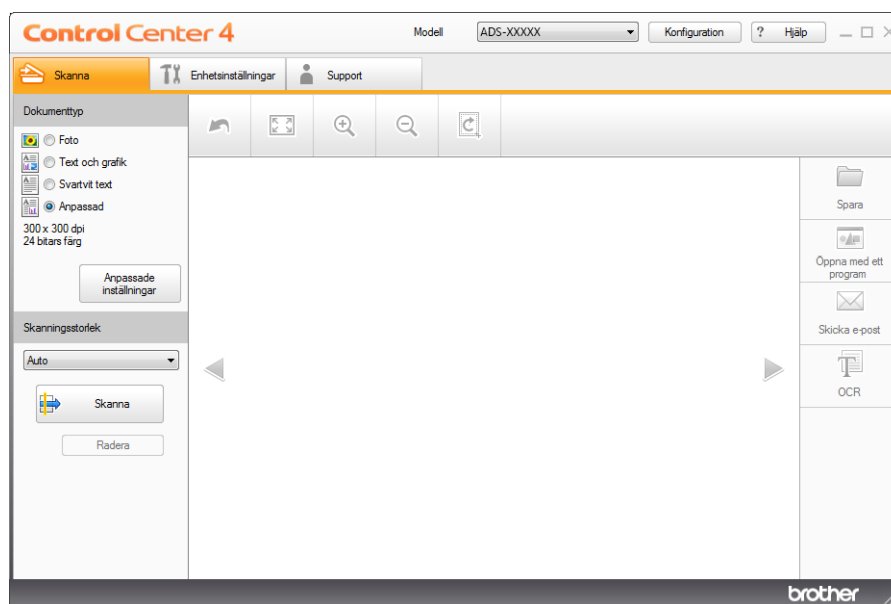 Control Center 4
Modell
ADS-XXXXX
Konfiguration
? Hjälp
Skanna
Enhetsinställningar
Support
Dokumenttyp
Foto
Text och grafik
Svartvit text
Anpassad
300 x 300 dpi
24 bitars färg
Anpassade
inställningar
Skanningsstorlek
Auto
Skanna
Radera
Spara
Öppna med ett
program
Skicka e-post
OCR
brother